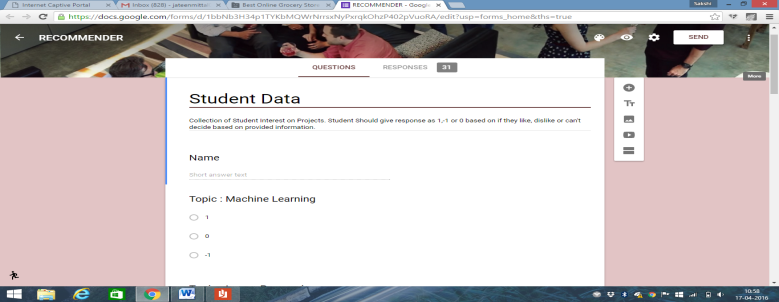 Internet Captive Portal
M Inbox (828) - jateenmittal
Best Online Grocery Store
RECOMMENDER - Google
Sakshi
https://docs.google.com/forms/d/1bbNb3H34p1TYKbMQWrNmsxNyPxrqkOhzP402pVuoRA/edit?usp=forms_home&ths=true
RECOMMENDER
SEND
QUESTIONS RESPONSES 31
More
Student Data
Collection of Student Interest on Projects. Student Should give response as 1,-1 or 0 based on if they like, dislike or can't
decide based on provided information.
Name
Short answer text
Topic : Machine Learning
1
0
-1
10:58
17-04-2016